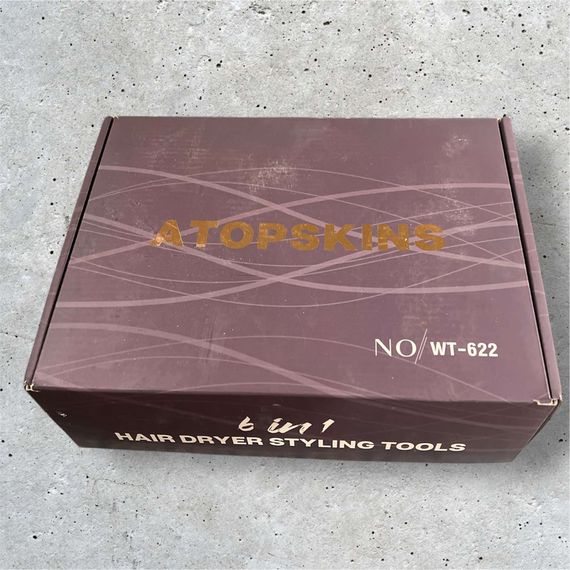 ATOPSKINS
NO/WT-622
6 in 1
HAIR DRYER STYLING TOOLS